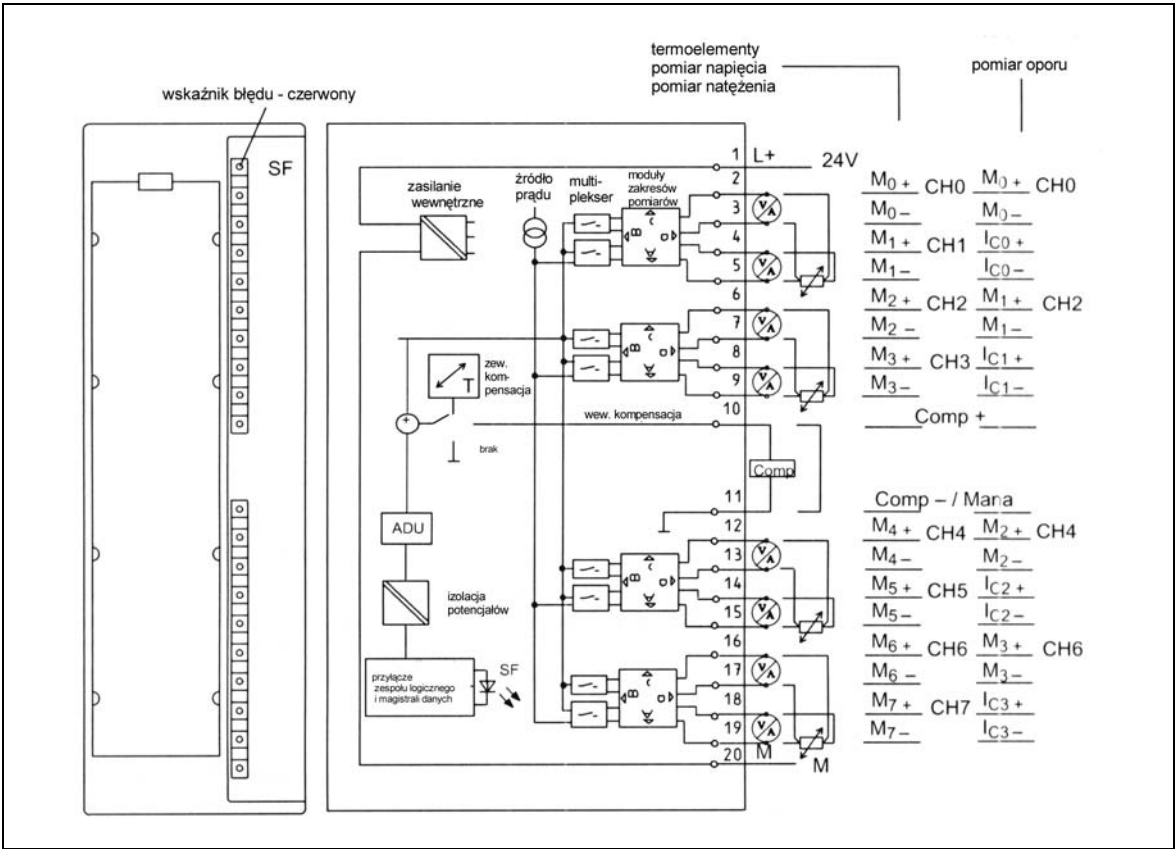 termoelementy
pomiar napięcia
pomiar natężenia
pomiar oporu
wskaźnik błędu - czerwony
SF
zasilanie
wewnętrzne
źródło
prądu
multi-
plekser
moduły
zakresów
pomiarów
1 L+ 24V
2
3
4
5
6
7
8
9
10
11
12
13
14
15
16
17
18
19
20 M
M
zew.
kom-
pensacja
T
+
wew. kompensacja
brak
Comp
ADU
izolacja
potencjałów
przyłącze
zespołu logicznego
i magistrali danych
SF
A B C D
A B C D
A B C D
A B C D
V/A
V/A
V/A
V/A
V/A
V/A
V/A
V/A
M0+ CH0 M0+ CH0
M0– M0–
M1+ CH1 IC0+
M1– IC0–
M2+ CH2 M1+ CH2
M2– M1–
M3+ CH3 IC1+
M3– IC1–
Comp +
Comp – / Mana
M4+ CH4 M2+ CH4
M4– M2–
M5+ CH5 IC2+
M5– IC2–
M6+ CH6 M3+ CH6
M6– M3–
M7+ CH7 IC3+
M7– IC3–